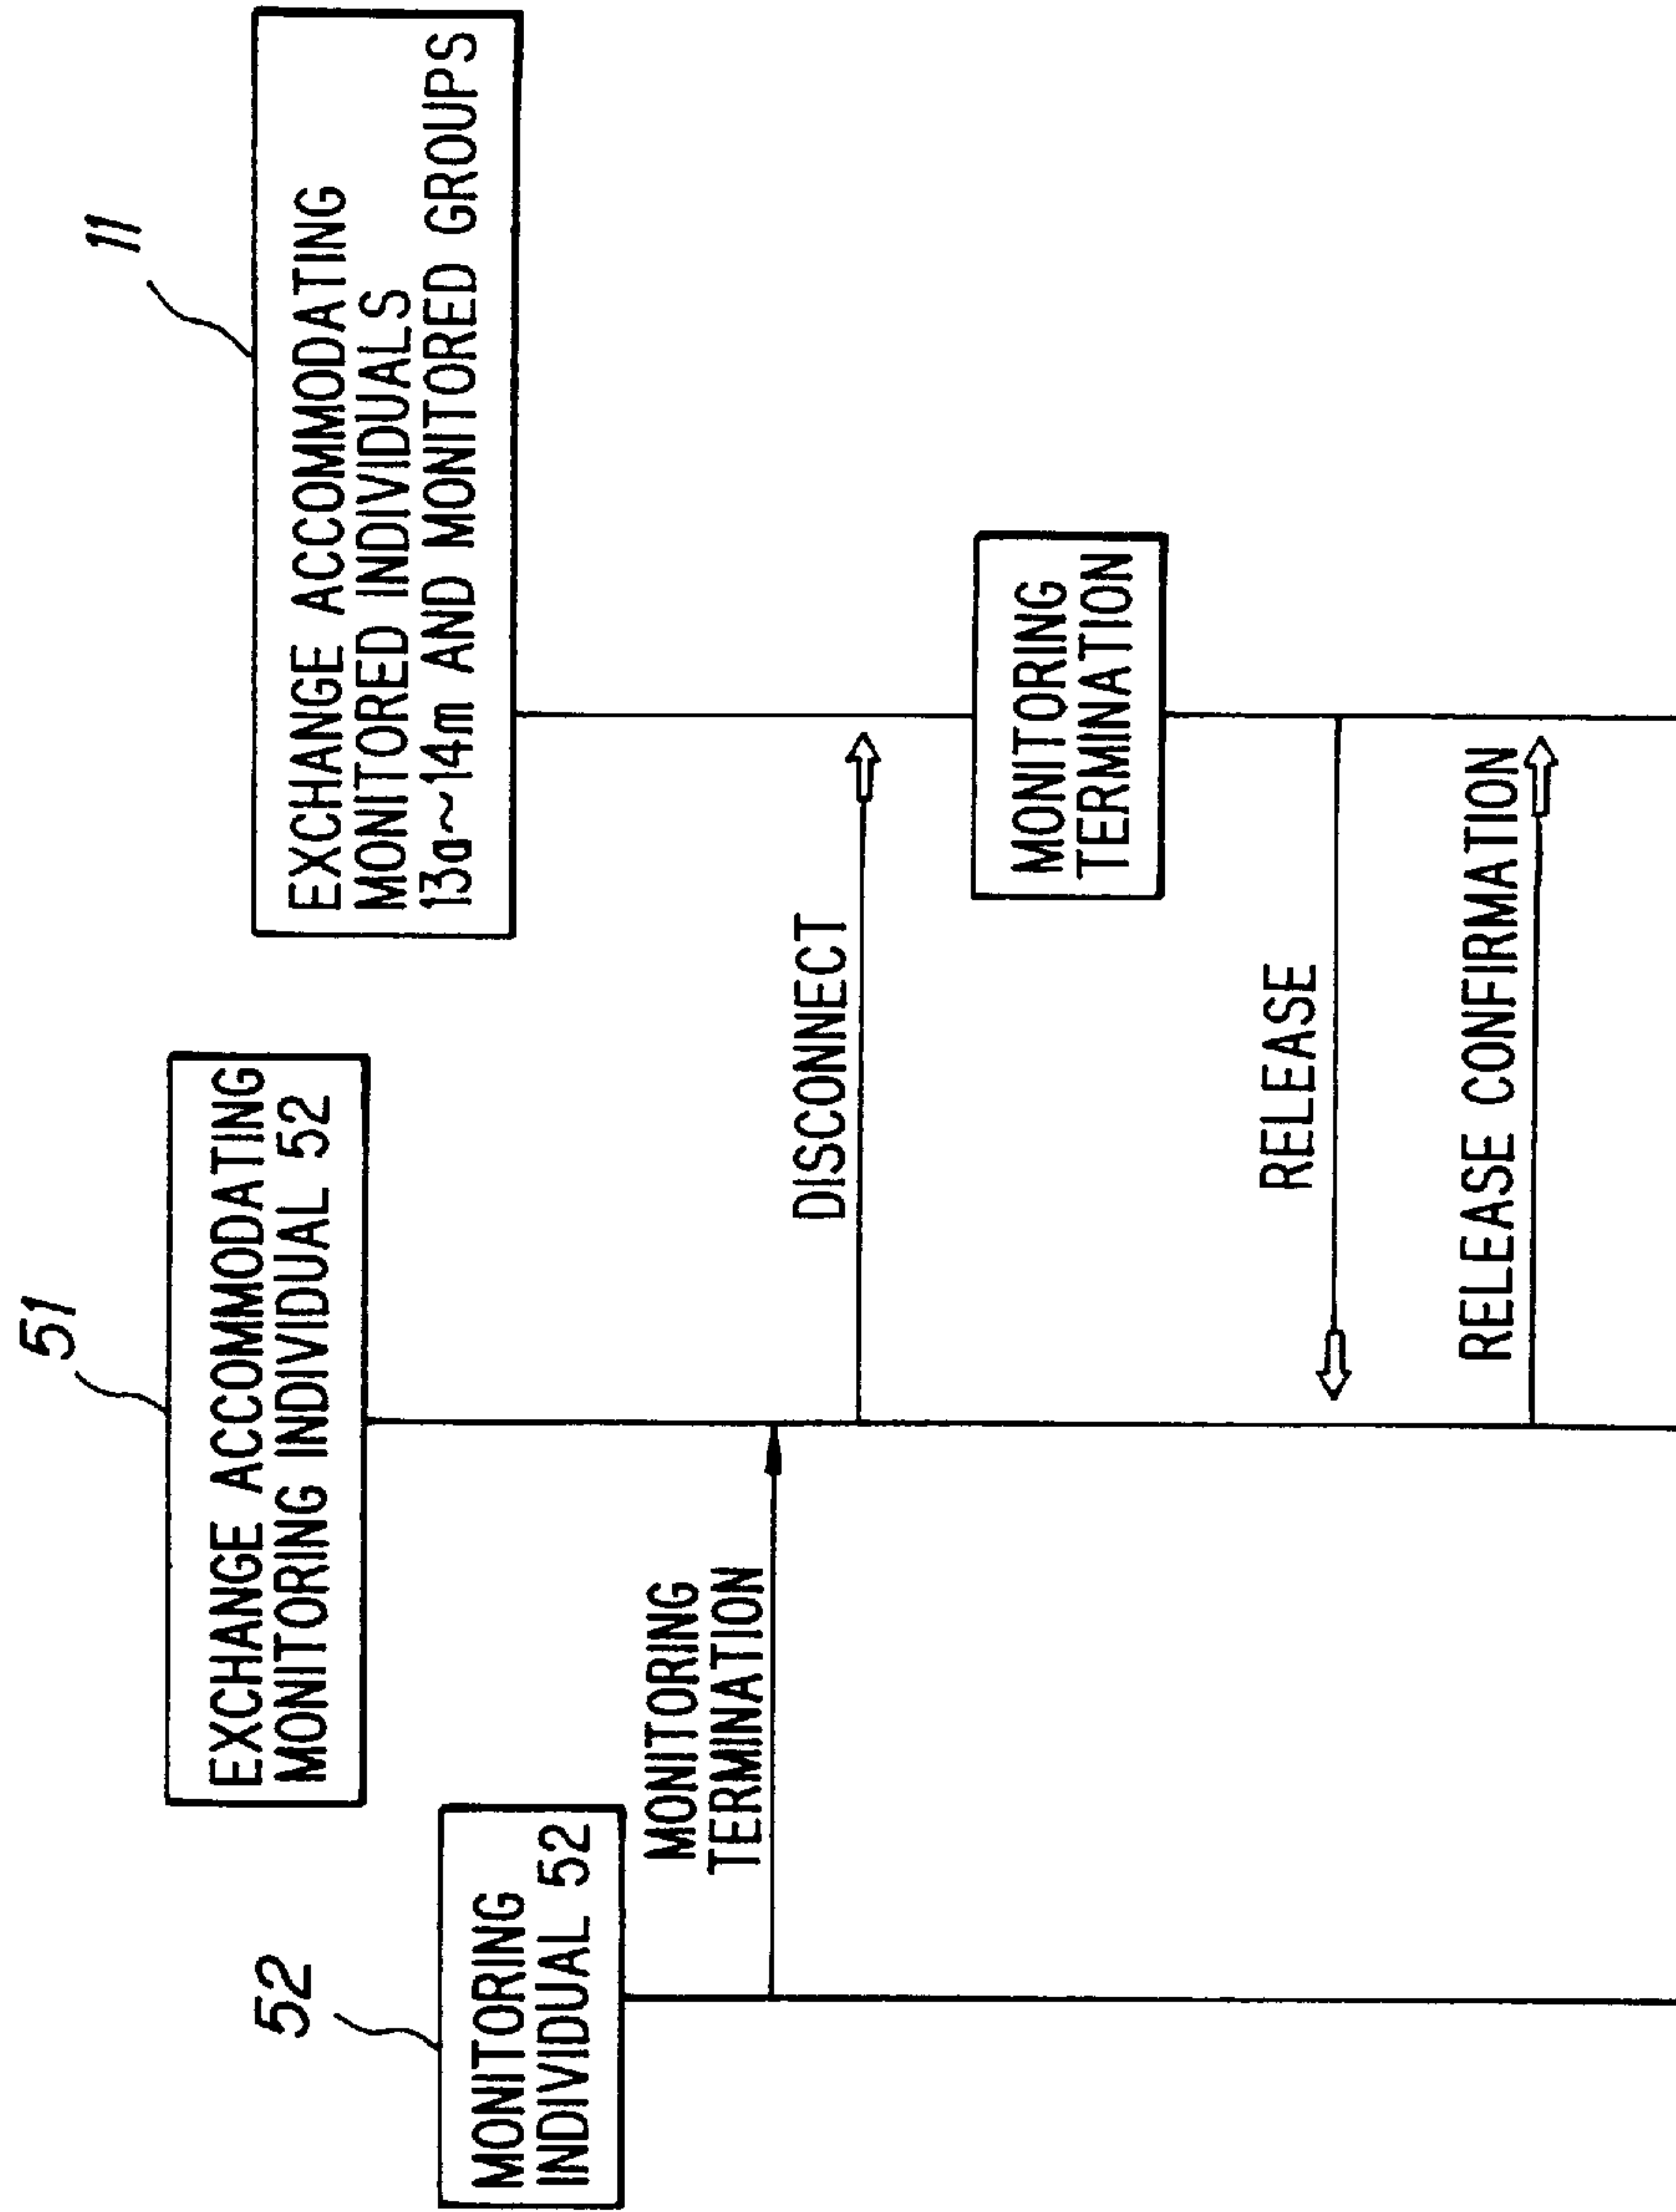 52
MONITORING
INDIVIDUAL 52
51
EXCHANGE ACCOMMODATING
MONITORING INDIVIDUAL 52
11
EXCHANGE ACCOMMODATING
MONITORED INDIVIDUALS
13a~14m AND MONITORED GROUPS
MONITORING
TERMINATION
DISCONNECT
MONITORING
TERMINATION
RELEASE
RELEASE CONFIRMATION